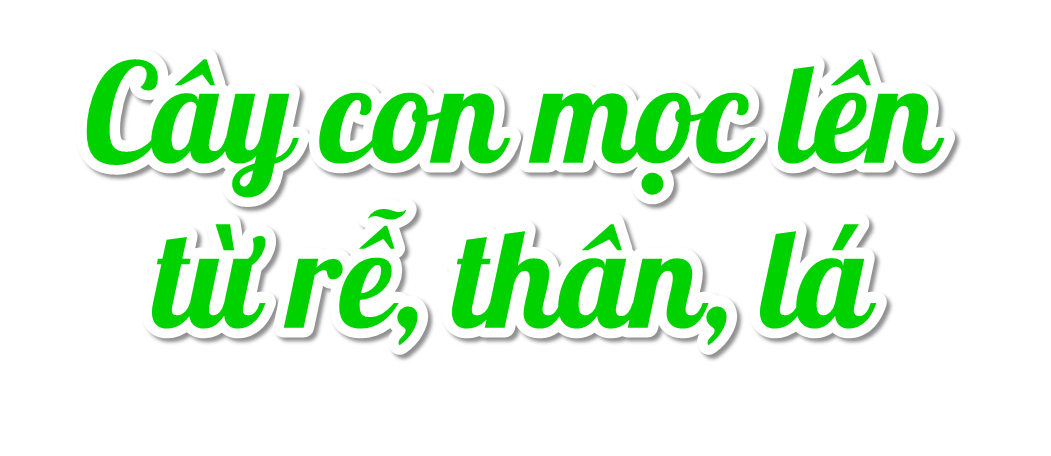 Cây con mọc lên
từ rễ, thân, lá